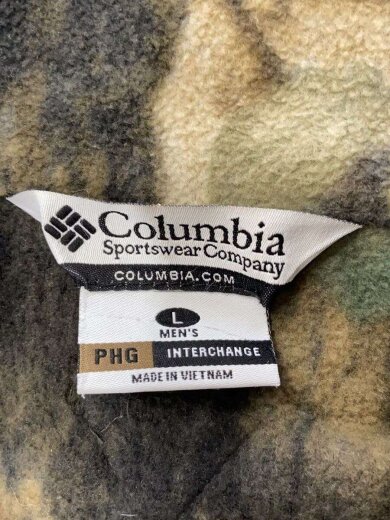 Columbia
Sportswear Company
COLUMBIA.COM
L
MEN'S
PHG INTERCHANGE
MADE IN VIETNAM